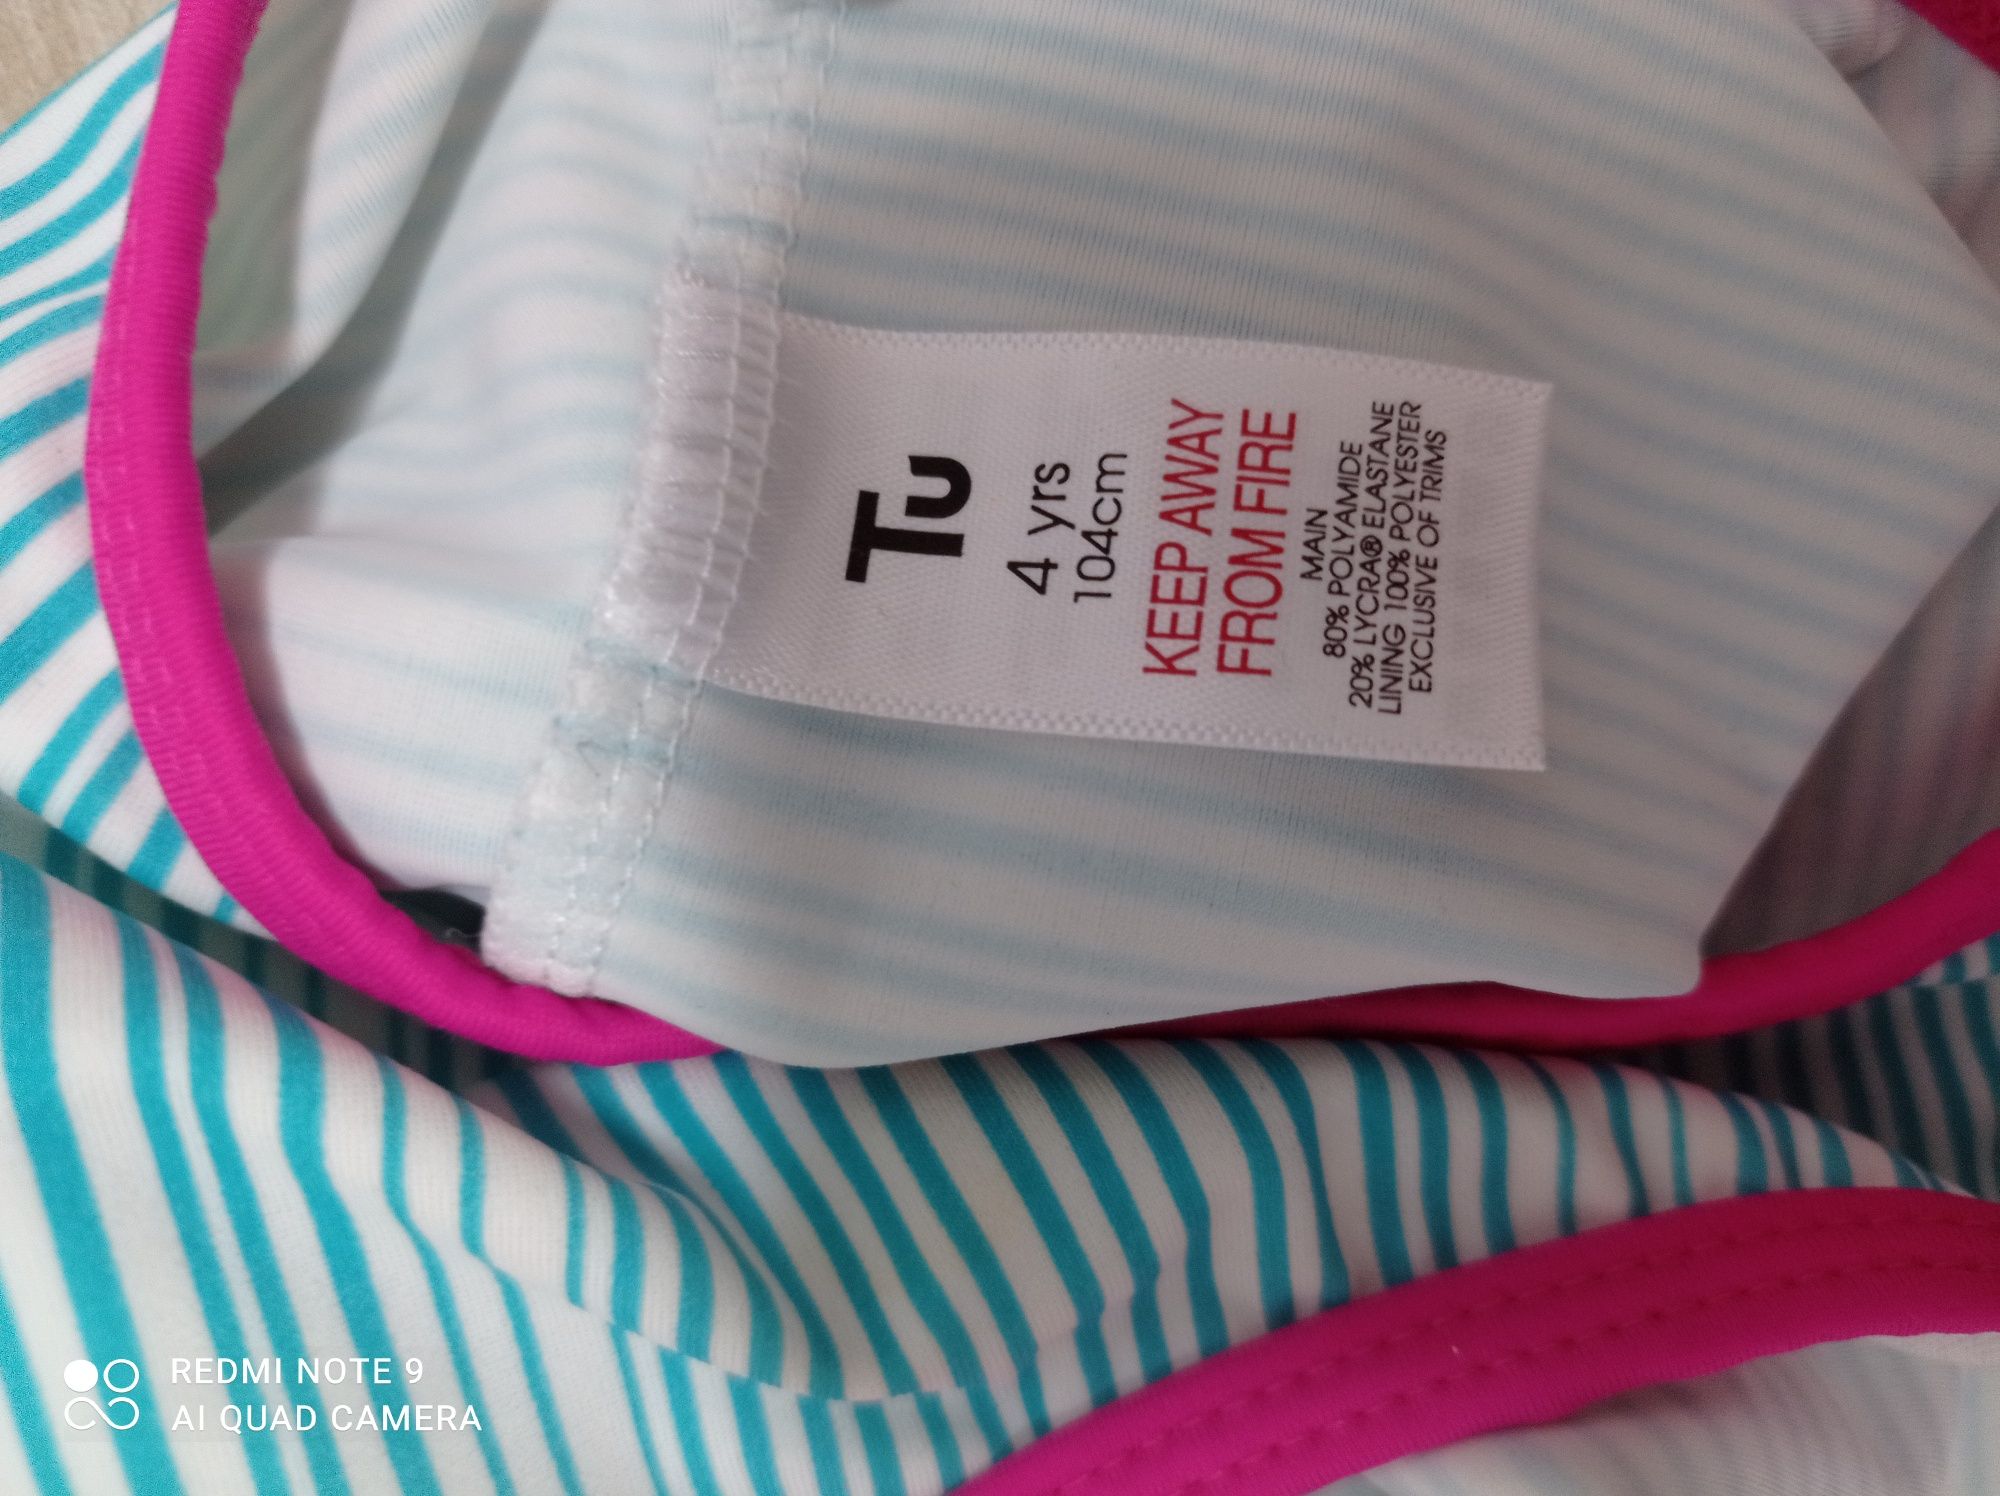 Tu
4 yrs
104cm
KEEP AWAY
FROM FIRE
MAIN
80% POLYAMIDE
20% LYCRA® ELASTANE
LINING 100% POLYESTER
EXCLUSIVE OF TRIMS
REDMI NOTE 9
AI QUAD CAMERA